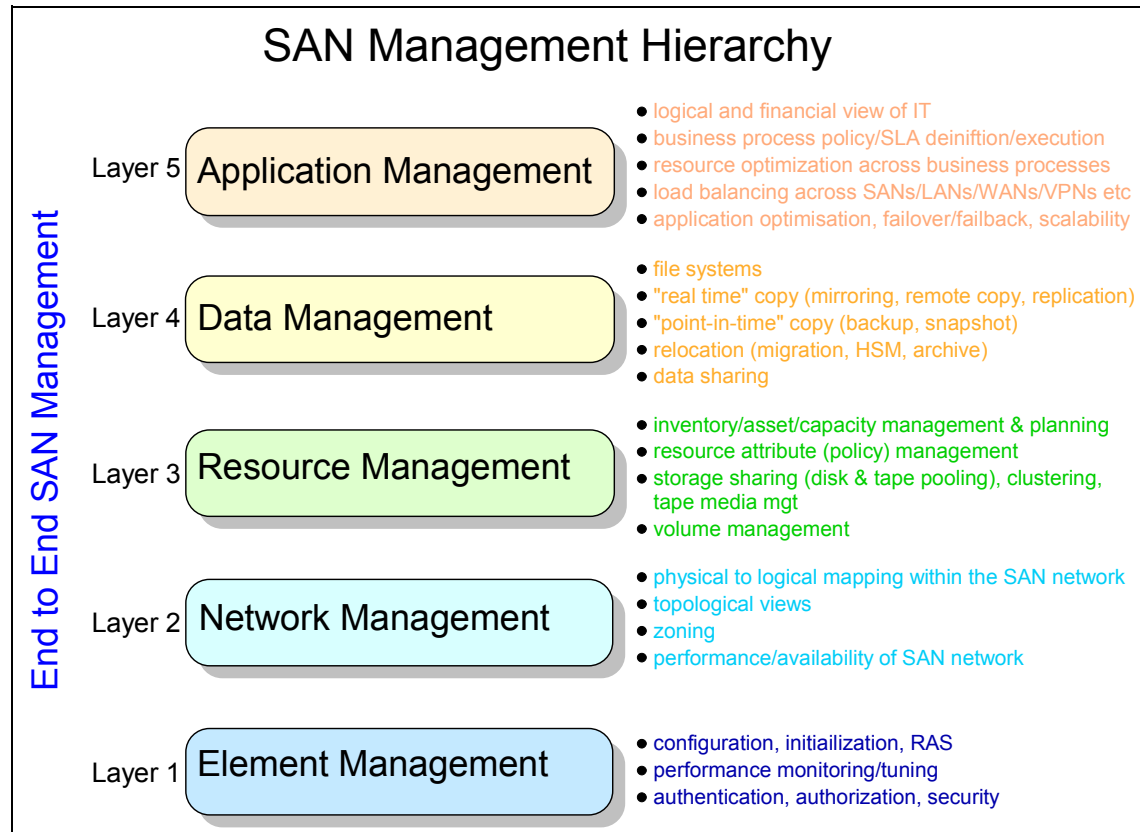 SAN Management Hierarchy
End to End SAN Management
Layer 5
Application Management
logical and financial view of IT
business process policy/SLA deiniftion/execution
resource optimization across business processes
load balancing across SANs/LANs/WANs/VPNs etc
application optimisation, failover/failback, scalability
Layer 4
Data Management
file systems
"real time" copy (mirroring, remote copy, replication)
"point-in-time" copy (backup, snapshot)
relocation (migration, HSM, archive)
data sharing
Layer 3
Resource Management
inventory/asset/capacity management & planning
resource attribute (policy) management
storage sharing (disk & tape pooling), clustering,
tape media mgt
volume management
Layer 2
Network Management
physical to logical mapping within the SAN network
topological views
zoning
performance/availability of SAN network
Layer 1
Element Management
configuration, initiailization, RAS
performance monitoring/tuning
authentication, authorization, security